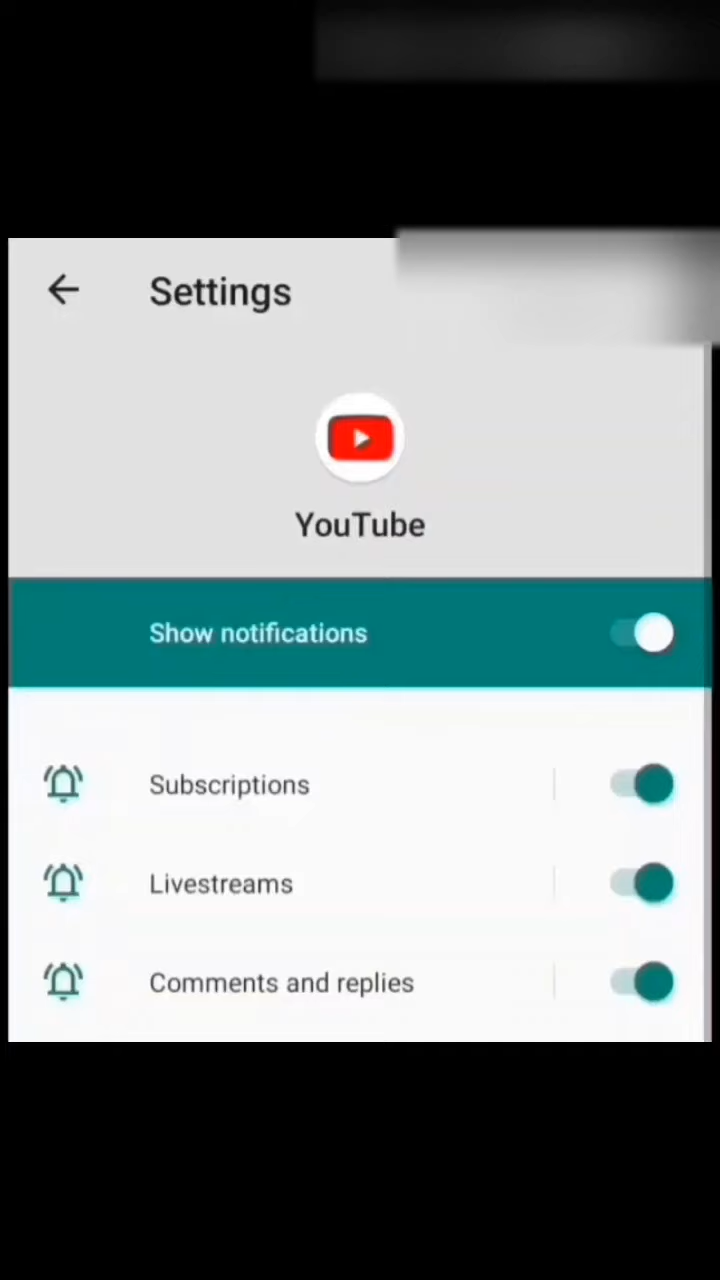 Settings
YouTube
Show notifications
Subscriptions
Livestreams
Comments and replies